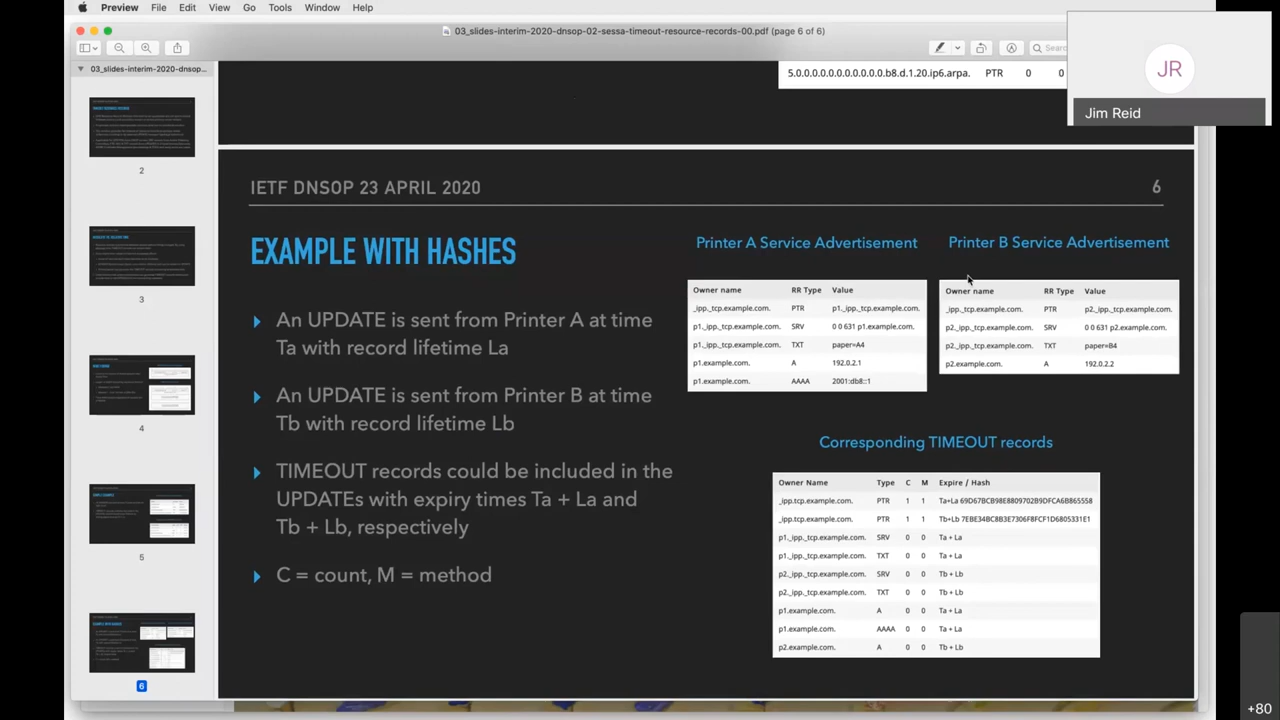 Preview File Edit View Go Tools Window Help
03_slides-interim-2020-dnsop-02-sessa-timeout-resource-records-00.pdf (page 6 of 6)
03_slides-interim-2020-dnsop...
2
3
4
5
6
JR
Jim Reid
+80
5.0.0.0.0.0.0.0.0.0.0.b8.d.1.20.ip6.arpa. PTR 0 0
IETF DNSOP 23 APRIL 2020
6
EXAMPLE WITH HASHES
An UPDATE is sent from Printer A at time
Ta with record lifetime La
An UPDATE is sent from Printer B at time
Tb with record lifetime Lb
TIMEOUT records could be included in the
UPDATEs with expiry times Ta + La and
Tb + Lb, respectively
C = count, M = method
Printer A Service Advertisement
Owner name RR Type Value
_ipp._tcp.example.com. PTR p1._ipp._tcp.example.com.
p1._ipp._tcp.example.com. SRV 0 0 631 p1.example.com.
p1._ipp._tcp.example.com. TXT paper=A4
p1.example.com. A 192.0.2.1
p1.example.com. AAAA 2001:db8::1
Printer B Service Advertisement
Owner name RR Type Value
_ipp._tcp.example.com. PTR p2._ipp._tcp.example.com.
p2._ipp._tcp.example.com. SRV 0 0 631 p2.example.com.
p2._ipp._tcp.example.com. TXT paper=B4
p2.example.com. A 192.0.2.2
Corresponding TIMEOUT records
Owner Name Type C M Expire / Hash
_ipp.tcp.example.com. PTR 1 1 Ta+La 69D67BCB98E8809702B9DFCA6B865558
_ipp.tcp.example.com. PTR 1 1 Tb+Lb 7EBE34BC8B3E7306F8FCF1D6805331E1
p1._ipp._tcp.example.com. SRV 0 0 Ta + La
p1._ipp._tcp.example.com. TXT 0 0 Ta + La
p2._ipp._tcp.example.com. SRV 0 0 Tb + Lb
p2._ipp._tcp.example.com. TXT 0 0 Tb + Lb
p1.example.com. A 0 0 Ta + La
p1.example.com. AAAA 0 0 Ta + La
p2.example.com. A 0 0 Tb + Lb